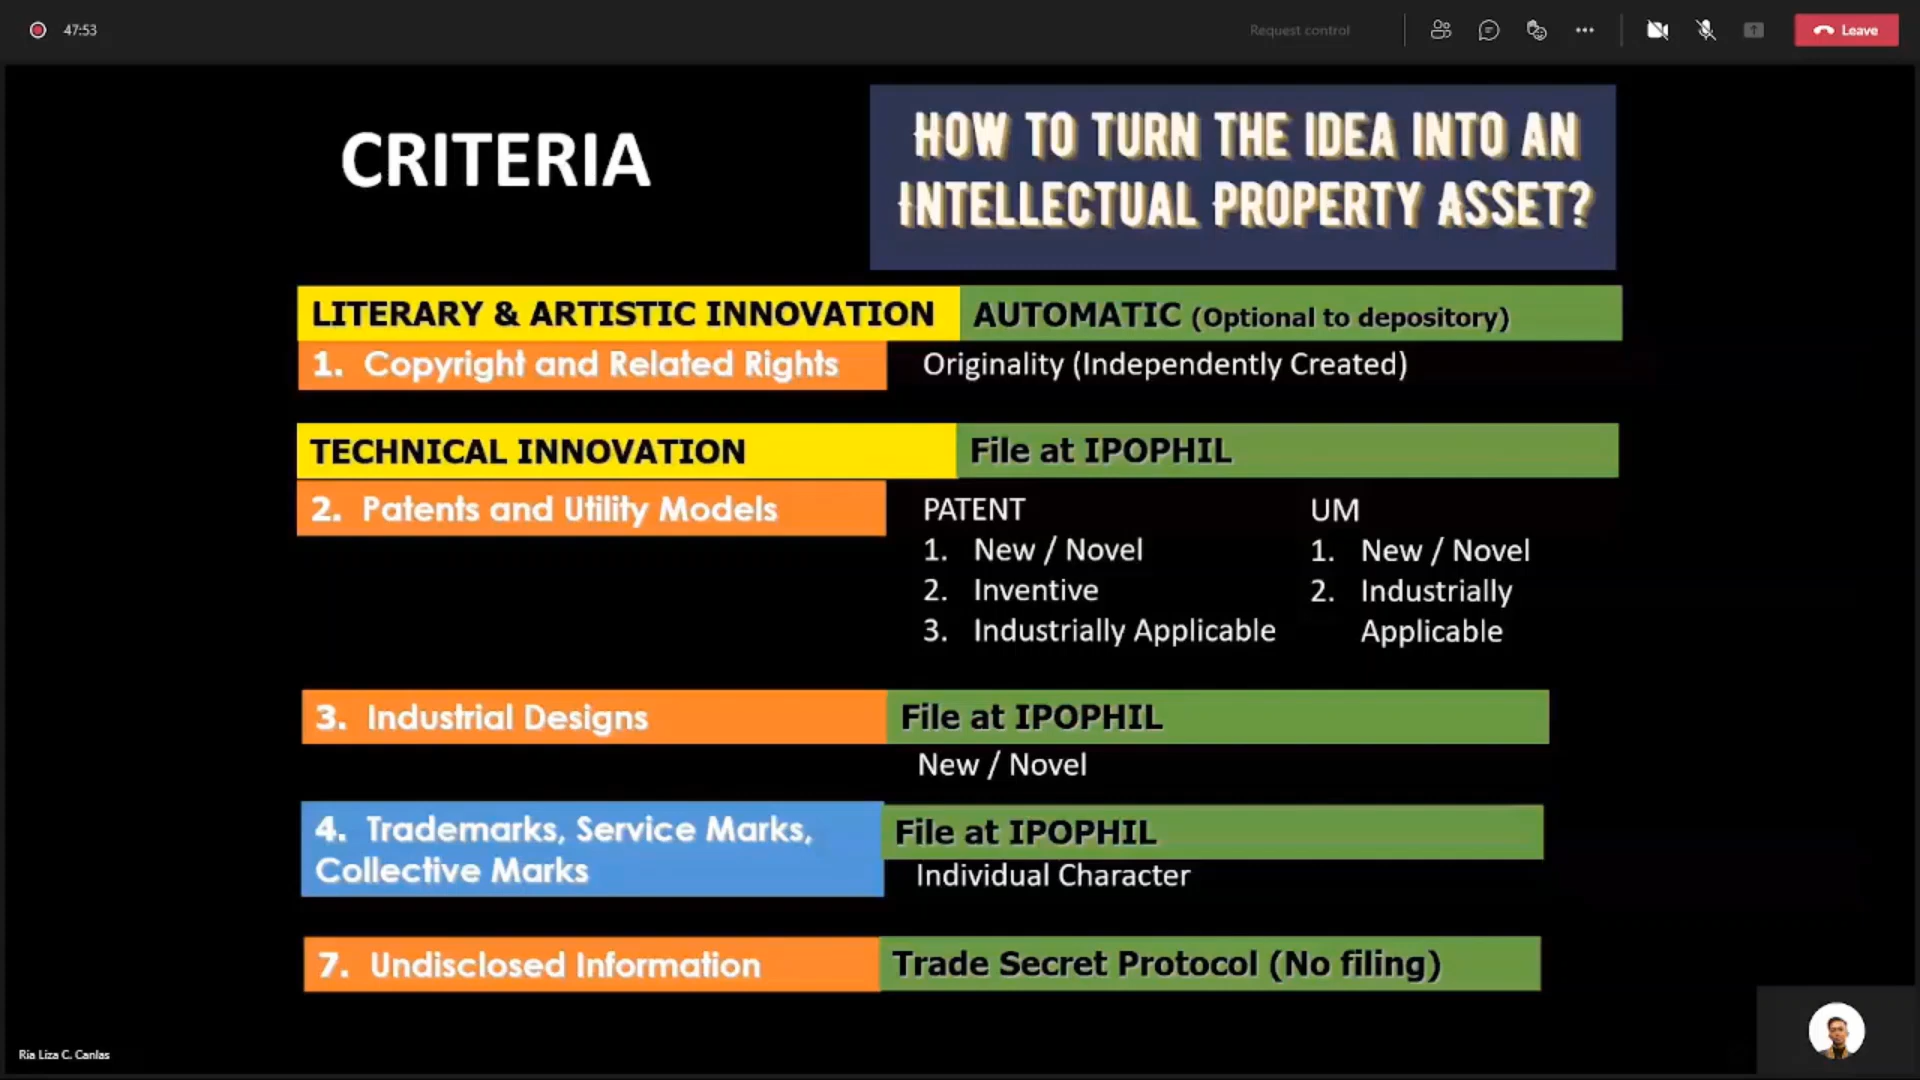 47:53
Request control
Leave
CRITERIA
HOW TO TURN THE IDEA INTO AN
INTELLECTUAL PROPERTY ASSET?
LITERARY & ARTISTIC INNOVATION
AUTOMATIC (Optional to depository)
1. Copyright and Related Rights
Originality (Independently Created)
TECHNICAL INNOVATION
File at IPOPHIL
2. Patents and Utility Models
PATENT
1. New / Novel
2. Inventive
3. Industrially Applicable
UM
1. New / Novel
2. Industrially
Applicable
3. Industrial Designs
File at IPOPHIL
New / Novel
4. Trademarks, Service Marks,
Collective Marks
File at IPOPHIL
Individual Character
7. Undisclosed Information
Trade Secret Protocol (No filing)
Ria Liza C. Canlas